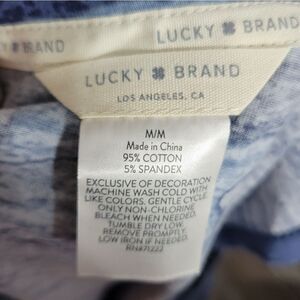 LUCKY BRAND
Y BRAND
LUCKY BRAND
LOS ANGELES, CA
M/M
Made in China
95% COTTON
5% SPANDEX
EXCLUSIVE OF DECORATION
MACHINE WASH COLD WITH
LIKE COLORS. GENTLE CYCLE.
ONLY NON-CHLORINE
BLEACH WHEN NEEDED.
TUMBLE DRY LOW.
REMOVE PROMPTLY.
LOW IRON IF NEEDED.
RN#71222